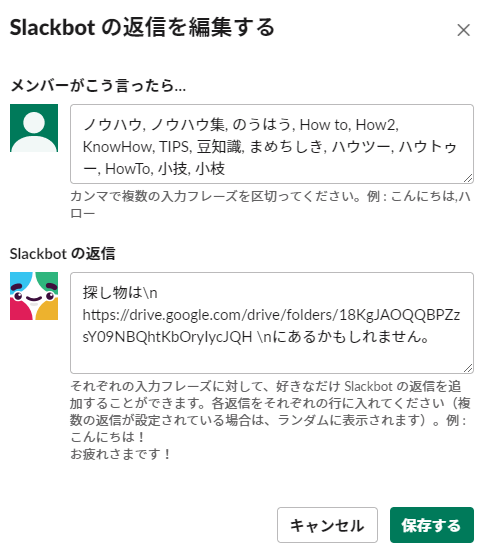 Slackbot の返信を編集する
メンバーがこう言ったら...
ノウハウ, ノウハウ集, のうはう, How to, How2,
KnowHow, TIPS, 豆知識, まめちしき, ハウツー, ハウトゥ
ー, HowTo, 小技, 小枝
カンマで複数の入力フレーズを区切ってください。例 : こんにちは,ハ
ロー
Slackbot の返信
探し物は\n
https://drive.google.com/drive/folders/18KgJAOQQBPZz
sY09NBQhtKbOryIycJQH \nにあるかもしれません。
それぞれの入力フレーズに対して、好きなだけ Slackbot の返信を追
加することができます。各返信をそれぞれの行に入れてください（複
数の返信が設定されている場合は、ランダムに表示されます）。例 :
こんにちは！
お疲れさまです！
キャンセル
保存する